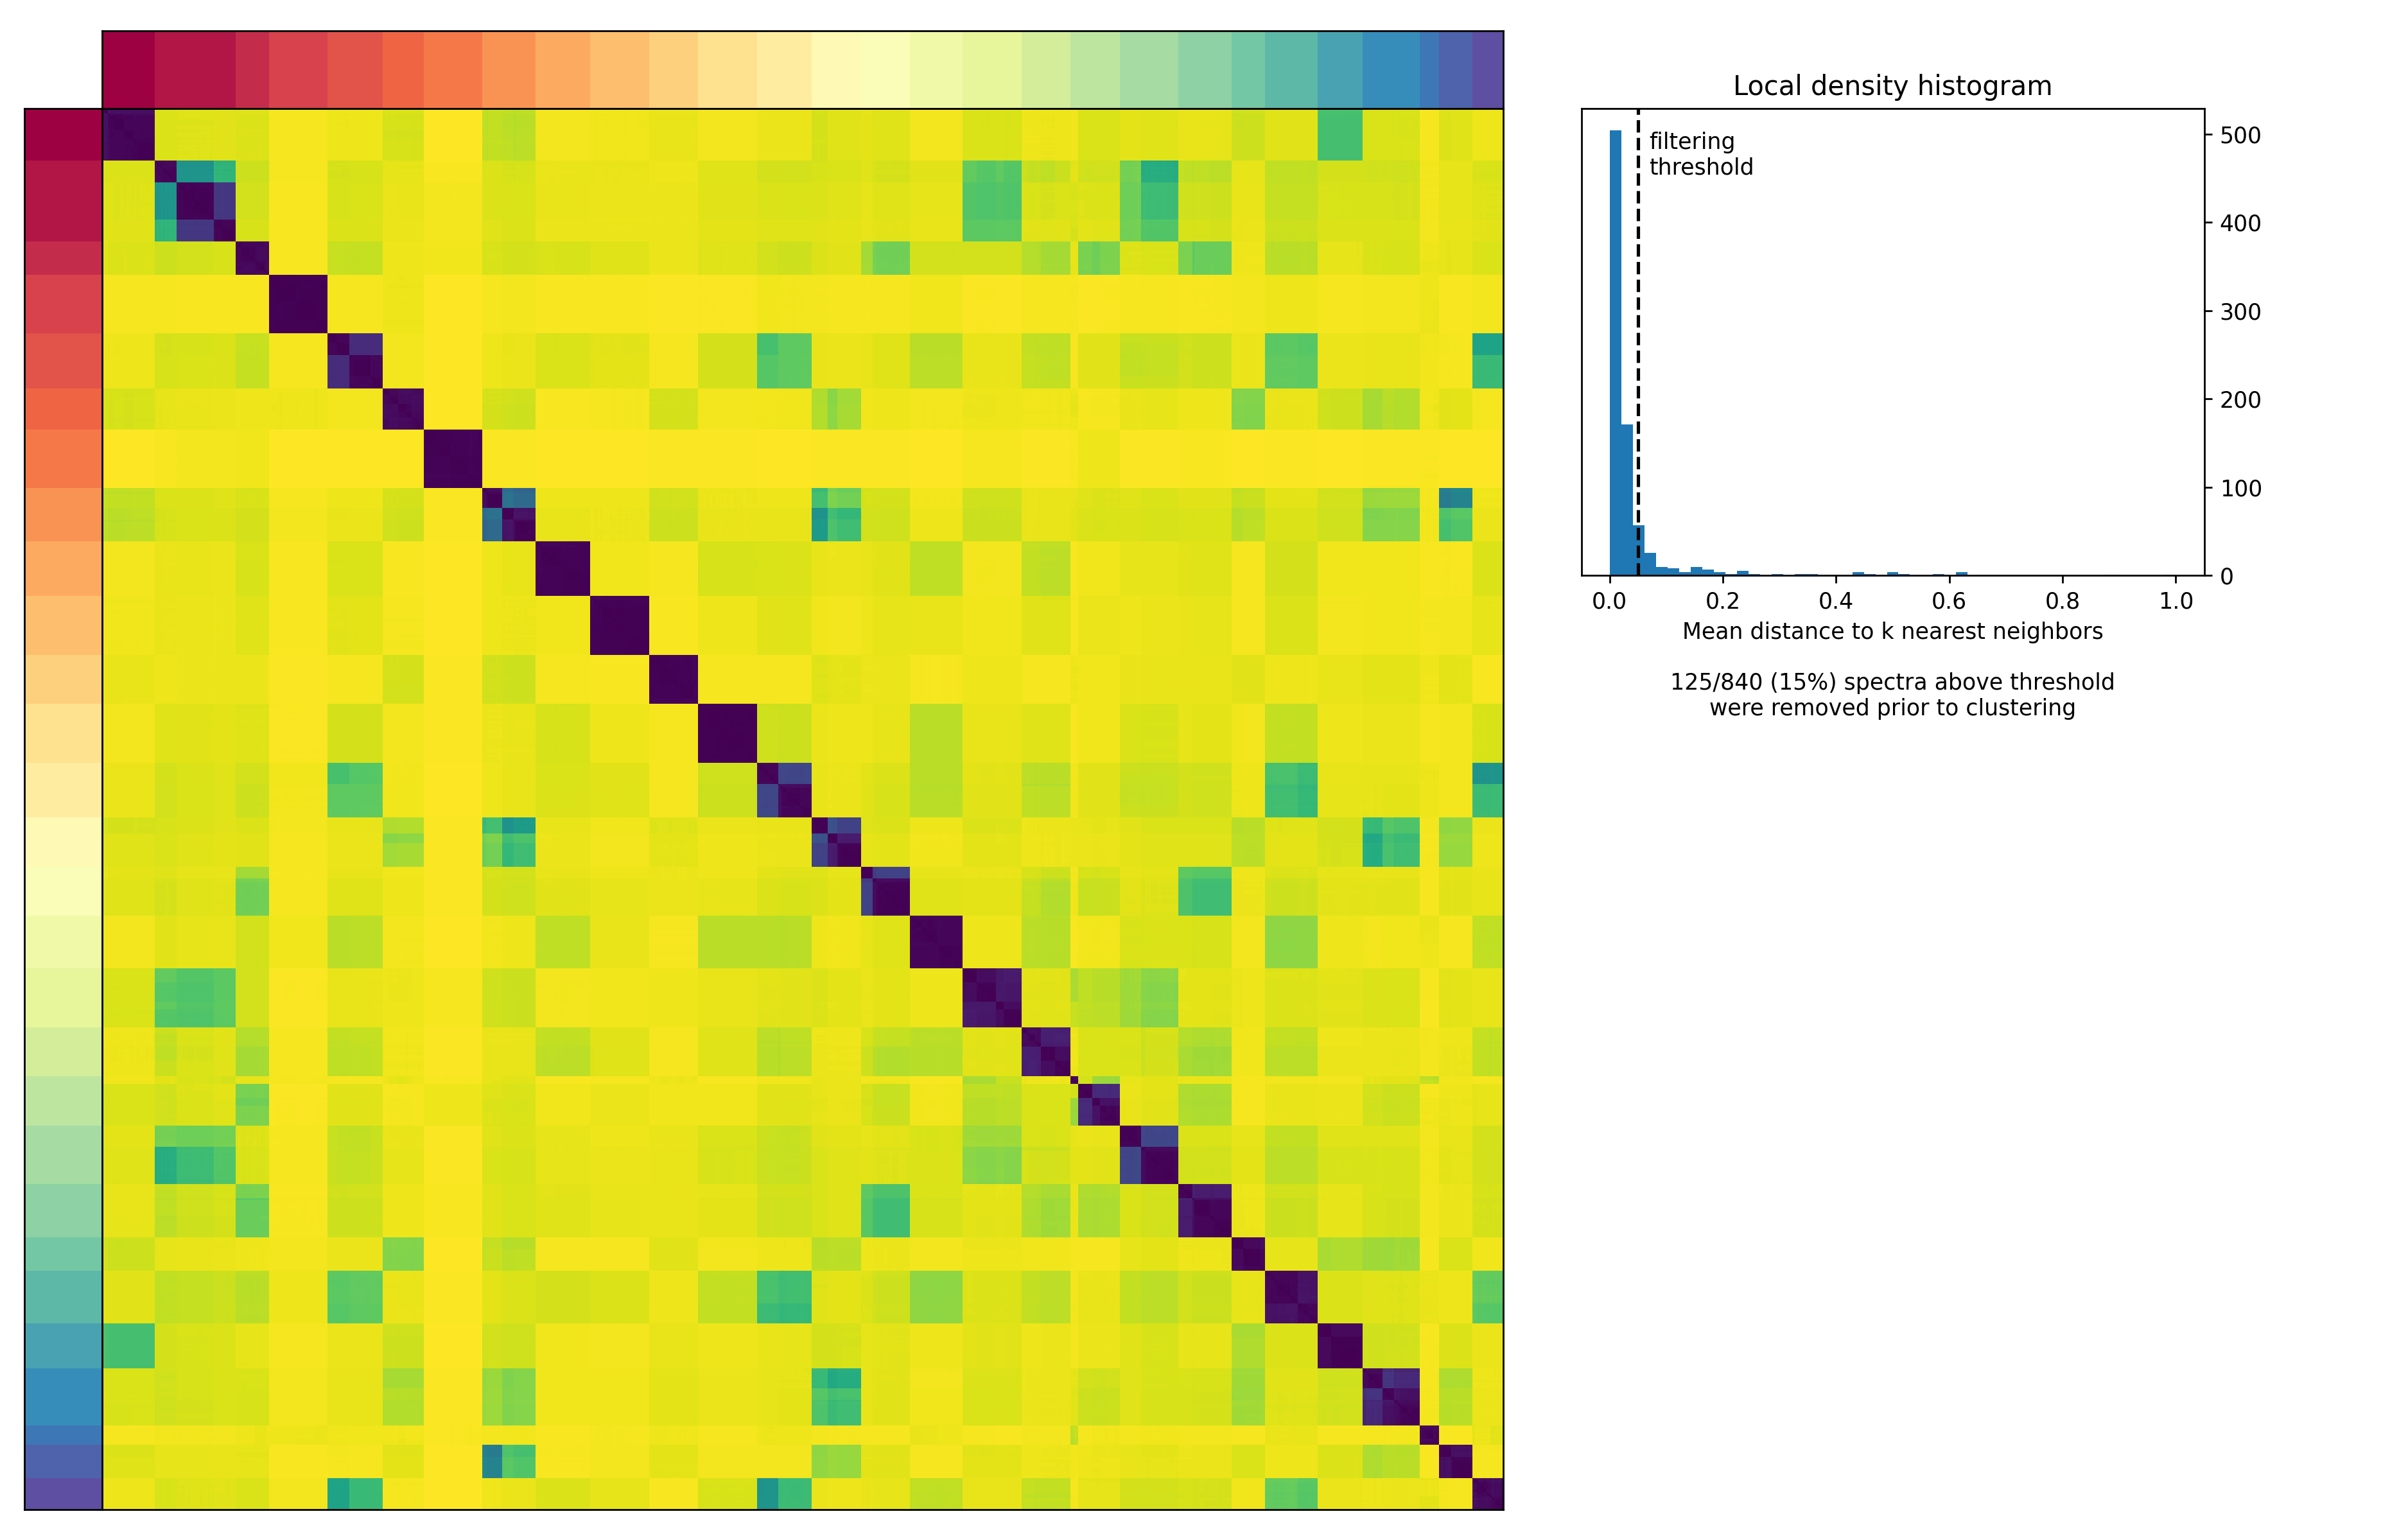 Local density histogram
filtering
threshold
500
400
300
200
100
0
0.0 0.2 0.4 0.6 0.8 1.0
Mean distance to k nearest neighbors
125/840 (15%) spectra above threshold
were removed prior to clustering